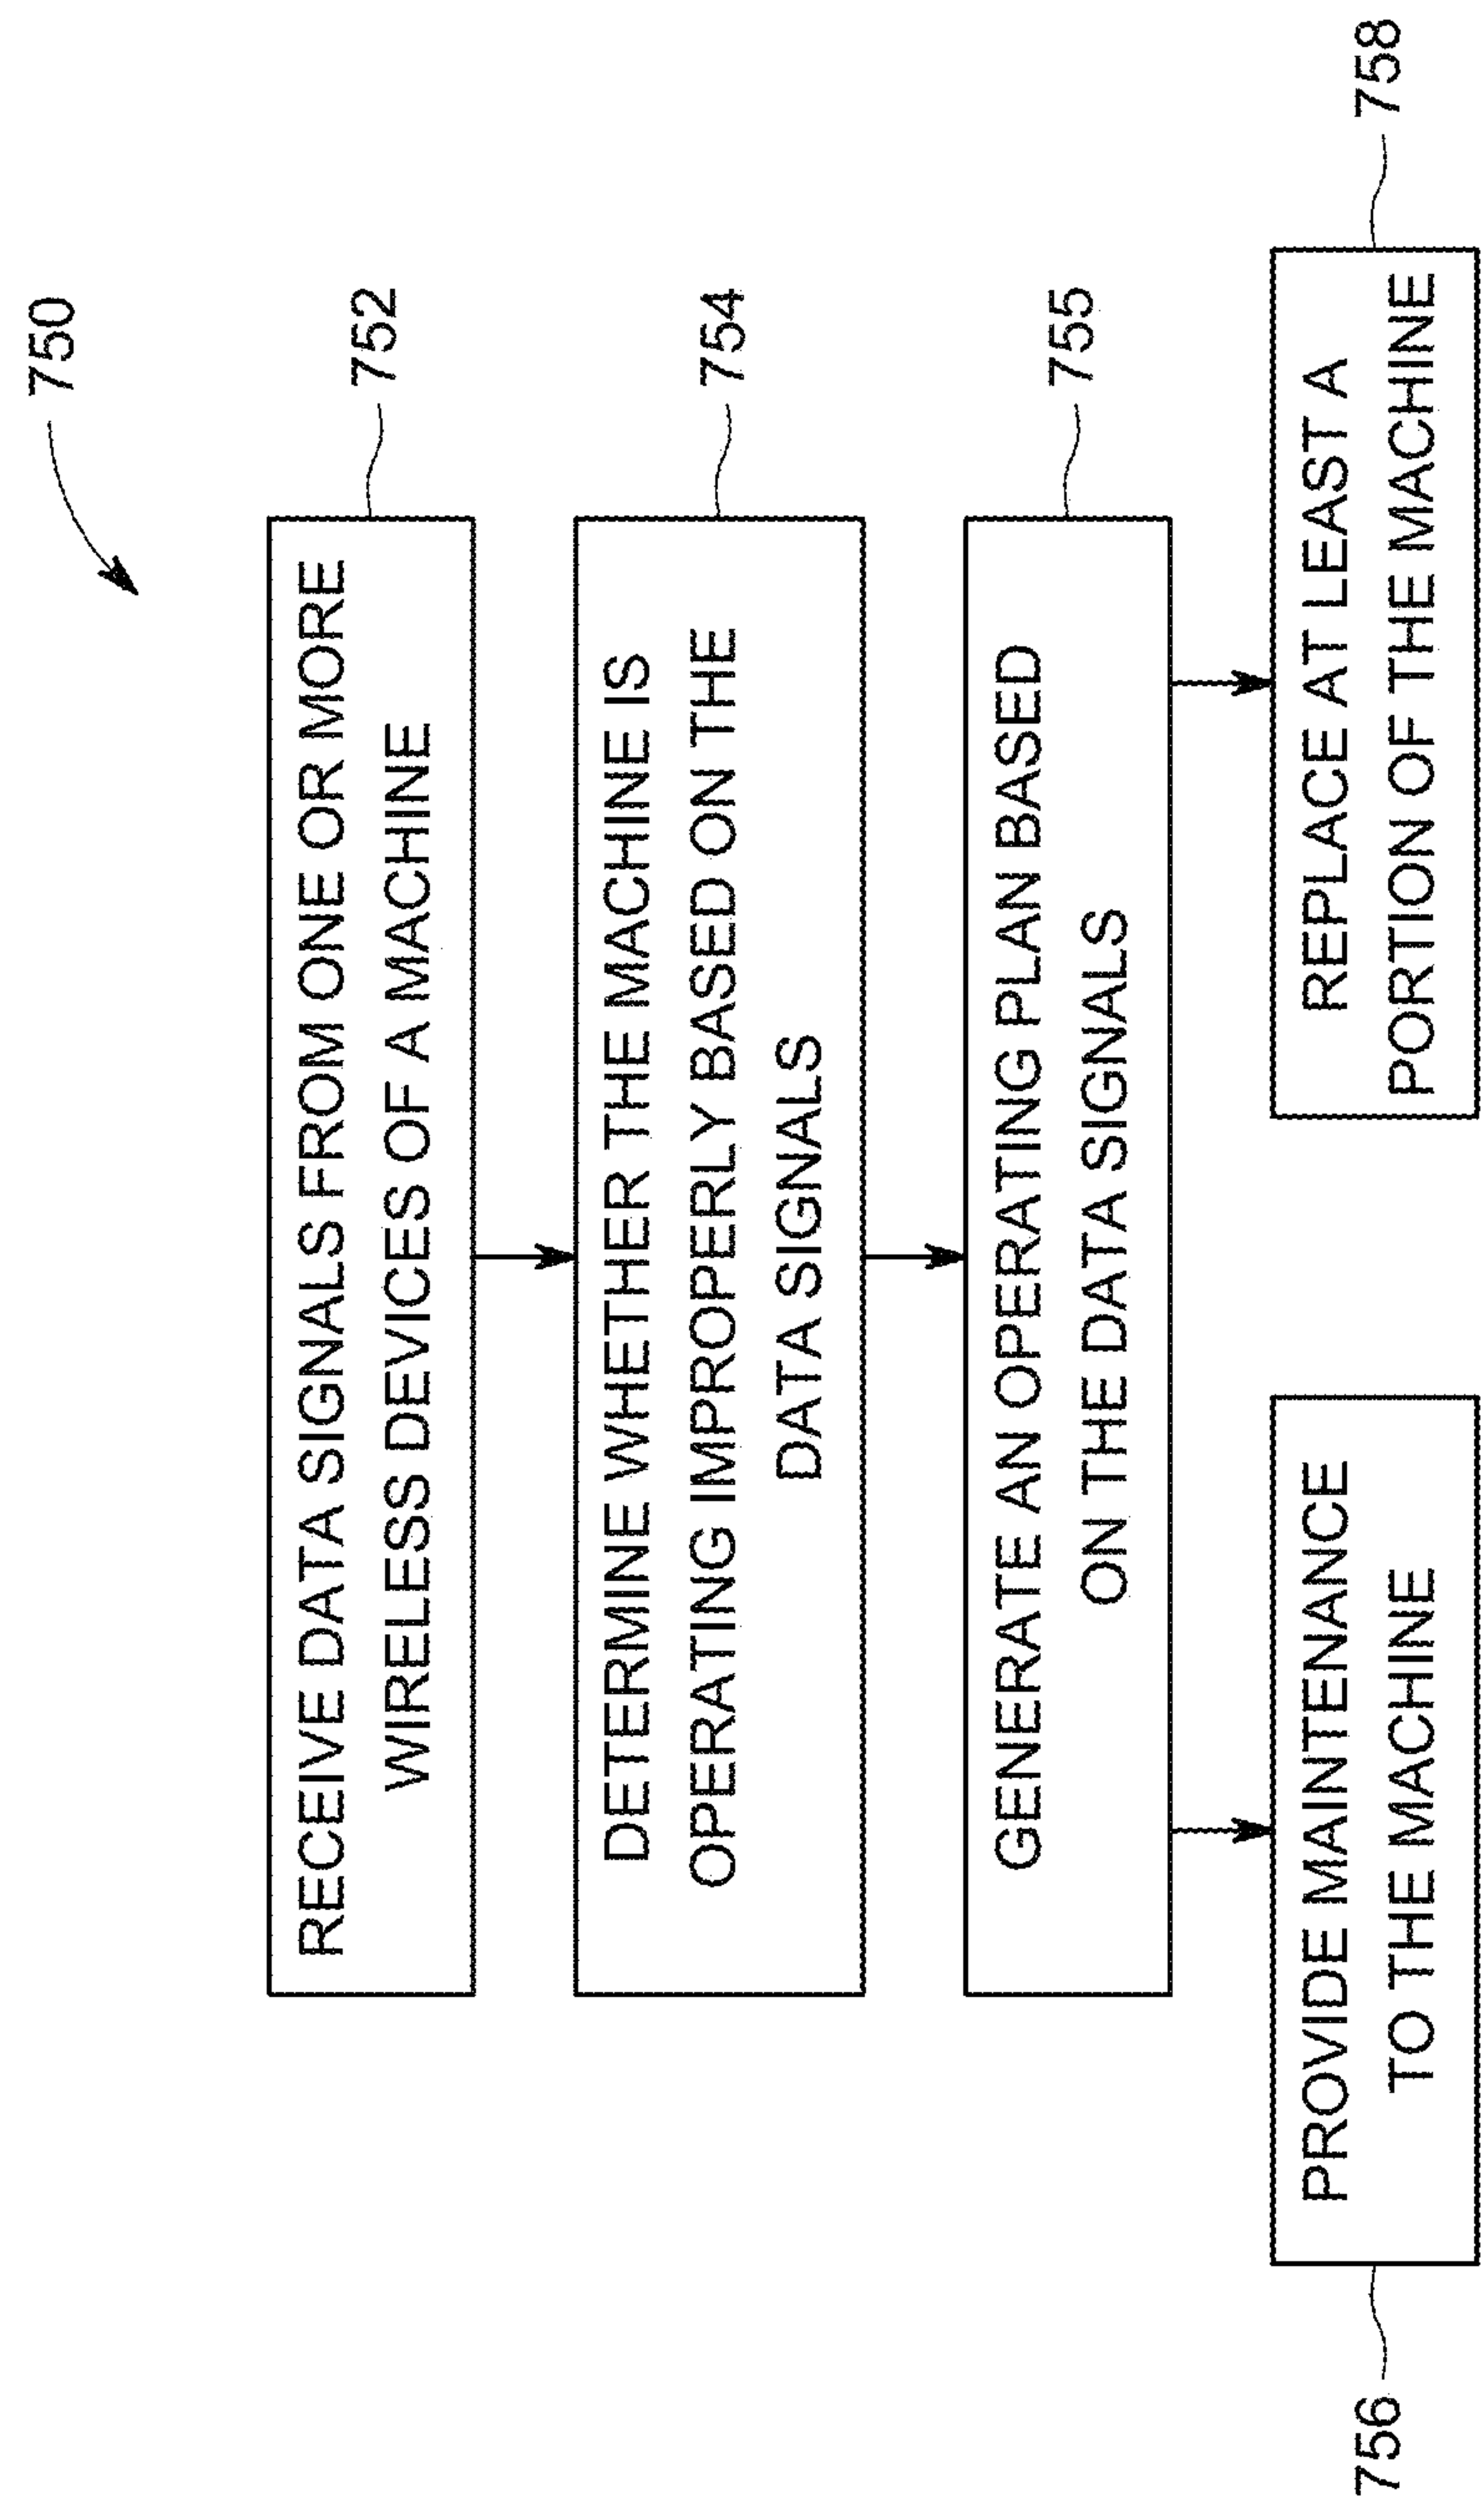 750
RECEIVE DATA SIGNALS FROM ONE OR MORE
WIRELESS DEVICES OF A MACHINE
752
DETERMINE WHETHER THE MACHINE IS
OPERATING IMPROPERLY BASED ON THE
DATA SIGNALS
754
GENERATE AN OPERATING PLAN BASED
ON THE DATA SIGNALS
755
756
PROVIDE MAINTENANCE
TO THE MACHINE
REPLACE AT LEAST A
PORTION OF THE MACHINE
758